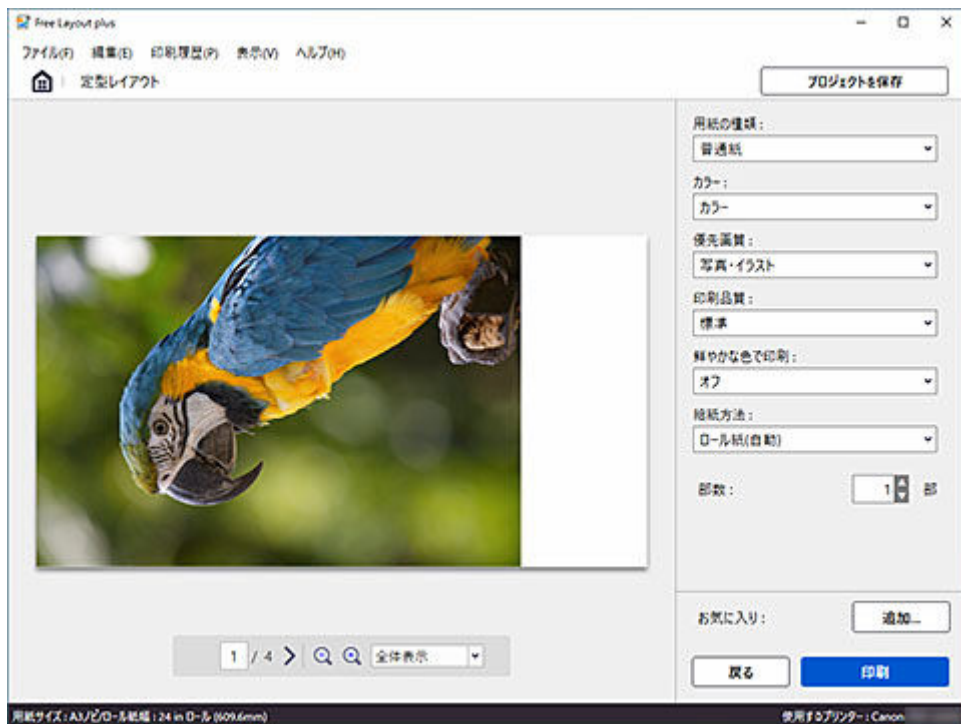 Free Layout plus
ファイル(F) 編集(E) 印刷履歴(P) 表示(V) ヘルプ(H)
定型レイアウト
プロジェクトを保存
用紙の種類:
普通紙
カラー:
カラー
優先画質:
写真・イラスト
印刷品質:
標準
鮮やかな色で印刷:
オフ
給紙方法:
ロール紙(自動)
部数: 1 部
お気に入り: 追加...
1 / 4 全体表示
戻る 印刷
用紙サイズ: A3ノビ/ロール紙幅: 24 in ロール (609.6mm) 使用するプリンター: Canon